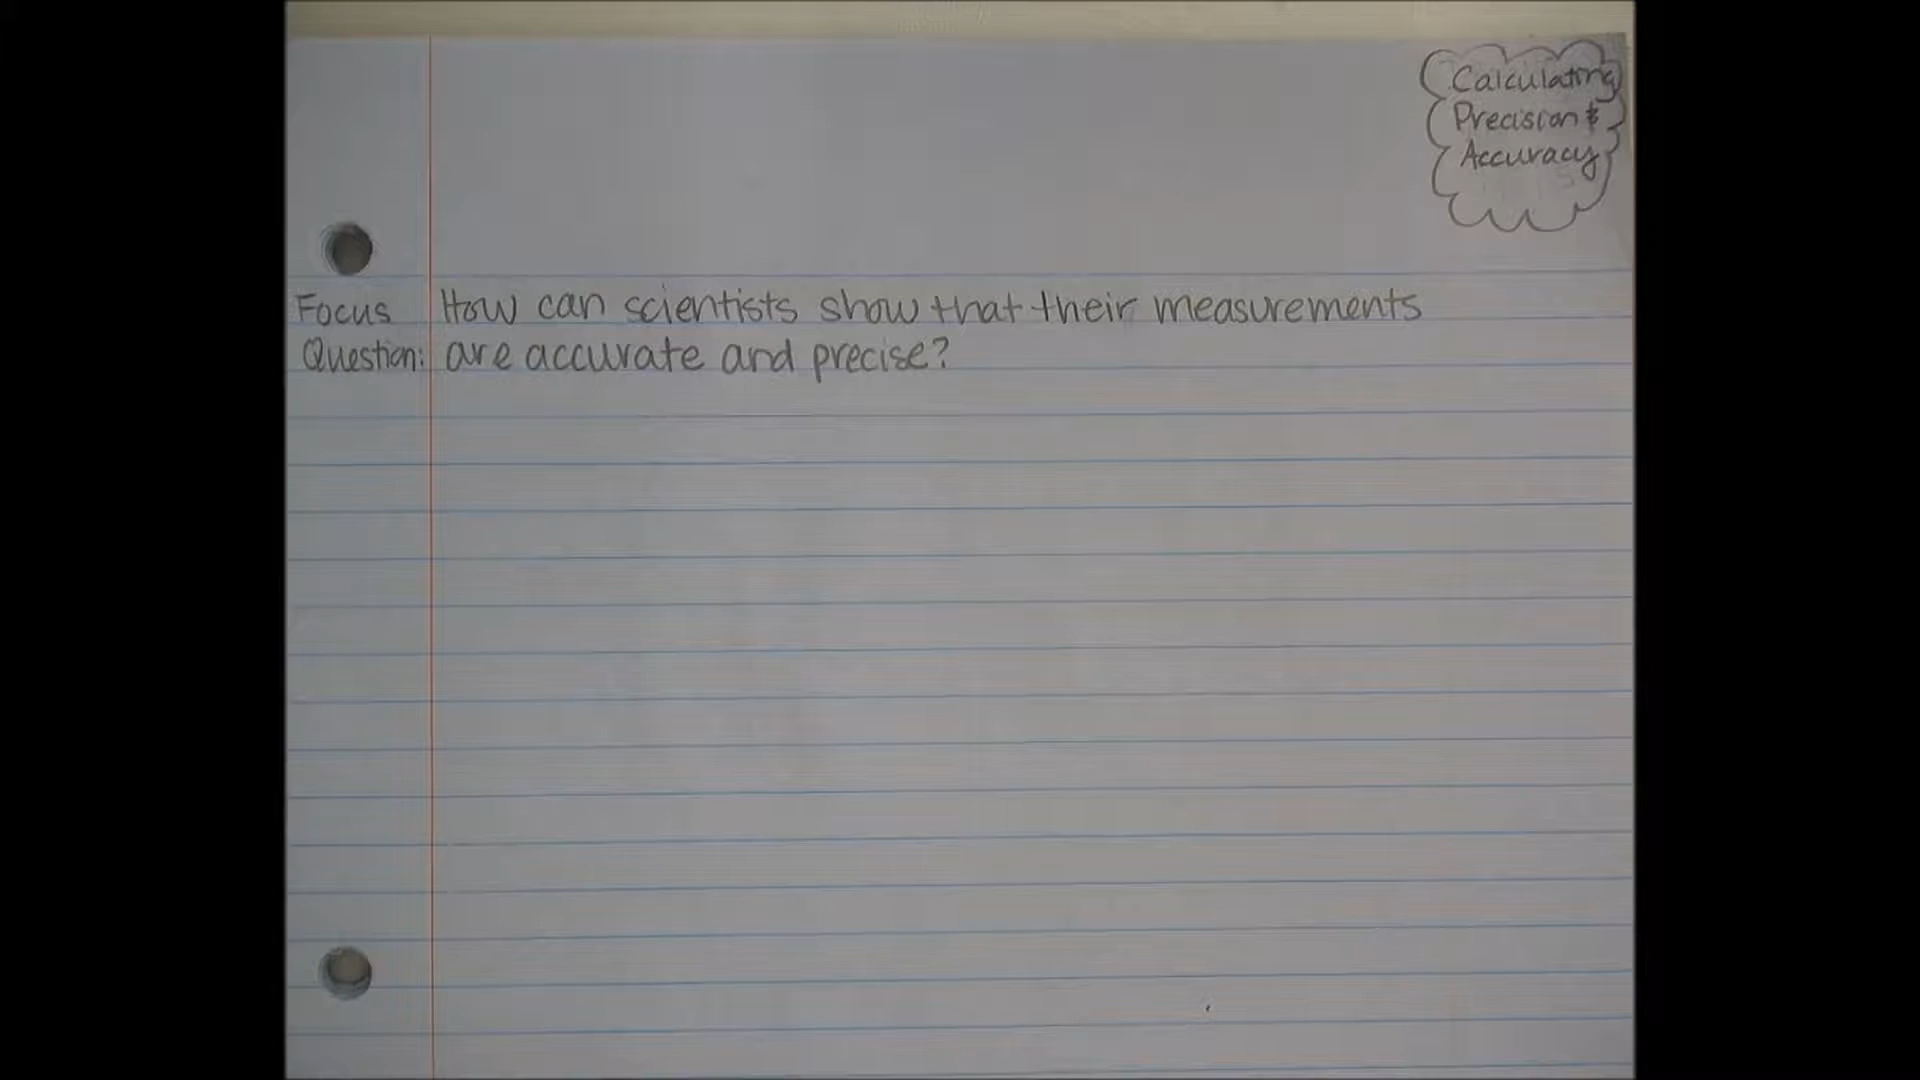 Calculating
Precision &
Accuracy
Focus How can scientists show that their measurements
Question: are accurate and precise?